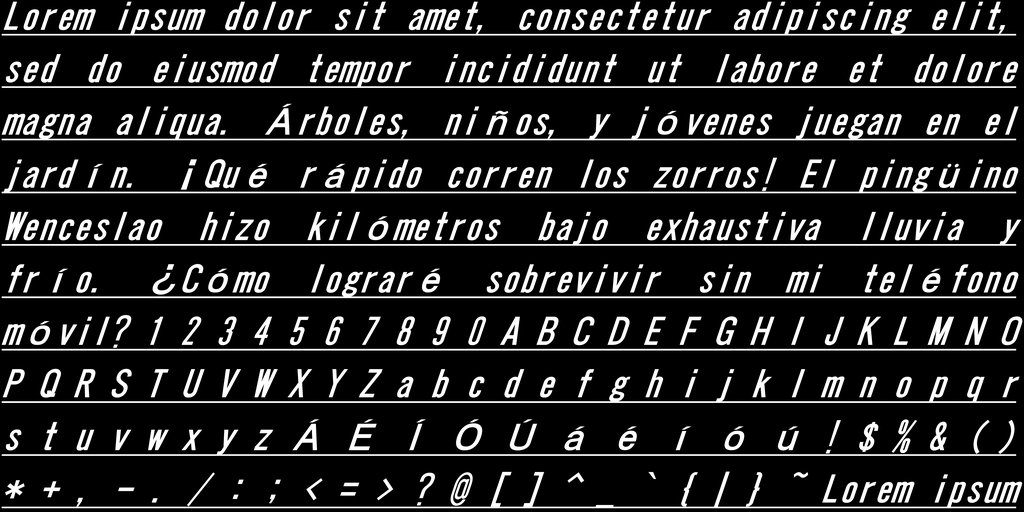 Lorem ipsum dolor sit amet, consectetur adipiscing elit,
sed do eiusmod tempor incididunt ut labore et dolore
magna aliqua. Árboles, niños, y jóvenes juegan en el
jardín. ¡Qué rápido corren los zorros! El pingüino
Wenceslao hizo kilómetros bajo exhaustiva lluvia y
frío. ¿Cómo lograré sobrevivir sin mi teléfono
móvil? 1 2 3 4 5 6 7 8 9 0 A B C D E F G H I J K L M N O
P Q R S T U V W X Y Z a b c d e f g h i j k l m n o p q r
s t u v w x y z Á É Í Ó Ú á é í ó ú ! $ % & ( )
* + , - . / : ; < = > ? @ [ ] ^ _ ` { | } ~ Lorem ipsum